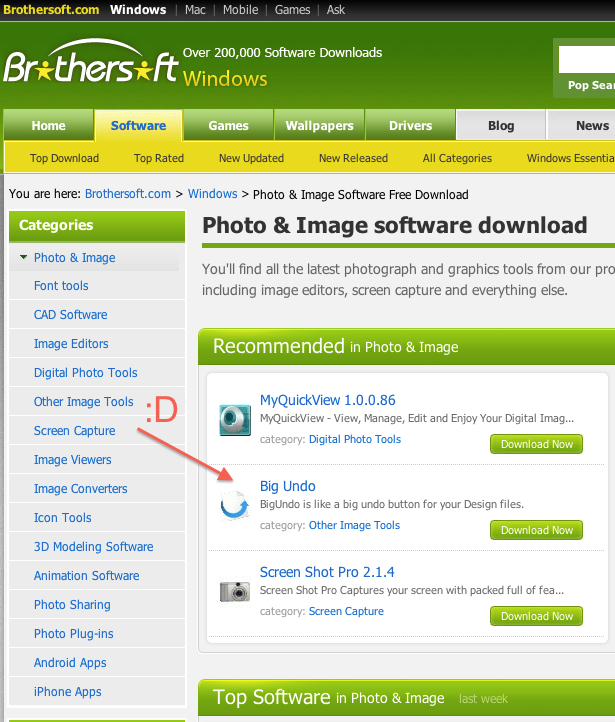 Brothersoft.com Windows | Mac | Mobile | Games | Ask
Brothersoft
Over 200,000 Software Downloads
Windows
Pop Sear
Home Software Games Wallpapers Drivers Blog News
Top Download Top Rated New Updated New Released All Categories Windows Essentia
You are here: Brothersoft.com > Windows > Photo & Image Software Free Download
Categories
Photo & Image
Font tools
CAD Software
Image Editors
Digital Photo Tools
Other Image Tools
Screen Capture
Image Viewers
Image Converters
Icon Tools
3D Modeling Software
Animation Software
Photo Sharing
Photo Plug-ins
Android Apps
iPhone Apps
:D
Photo & Image software download
You'll find all the latest photograph and graphics tools from our pro
including image editors, screen capture and everything else.
Recommended in Photo & Image
MyQuickView 1.0.0.86
MyQuickView - View, Manage, Edit and Enjoy Your Digital Imag...
category: Digital Photo Tools
Download Now
Big Undo
BigUndo is like a big undo button for your Design files.
category: Other Image Tools
Download Now
Screen Shot Pro 2.1.4
Screen Shot Pro Captures your screen with packed full of fea...
category: Screen Capture
Download Now
Top Software in Photo & Image last week